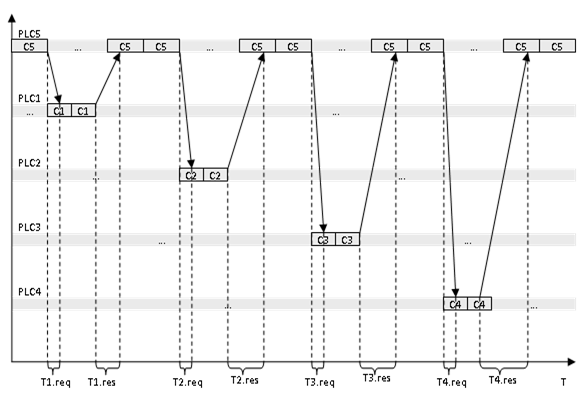 PLC5
C5 ... C5 C5 ... C5 C5 ... C5 C5 ... C5 C5
PLC1
... C1 C1 ...
PLC2
... C2 C2 ...
PLC3
... C3 C3 ...
PLC4
... C4 C4 ...
T1.req T1.res T2.req T2.res T3.req T3.res T4.req T4.res T